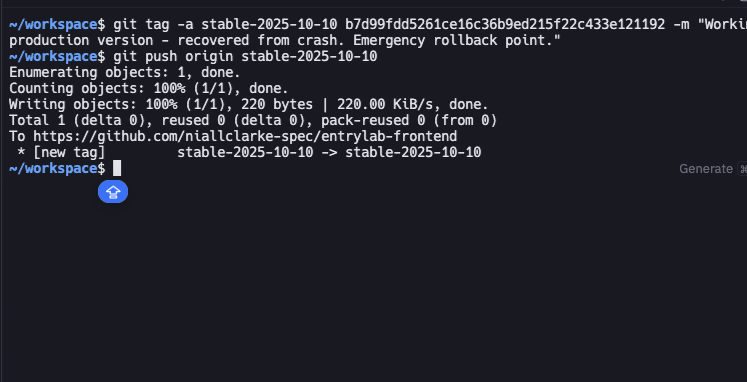 ~/workspace$ git tag -a stable-2025-10-10 b7d99fdd5261ce16c36b9ed215f22c433e121192 -m "Workin
production version - recovered from crash. Emergency rollback point."
~/workspace$ git push origin stable-2025-10-10
Enumerating objects: 1, done.
Counting objects: 100% (1/1), done.
Writing objects: 100% (1/1), 220 bytes | 220.00 KiB/s, done.
Total 1 (delta 0), reused 0 (delta 0), pack-reused 0 (from 0)
To https://github.com/niallclarke-spec/entrylab-frontend
 * [new tag]         stable-2025-10-10 -> stable-2025-10-10
~/workspace$
Generate ⌘